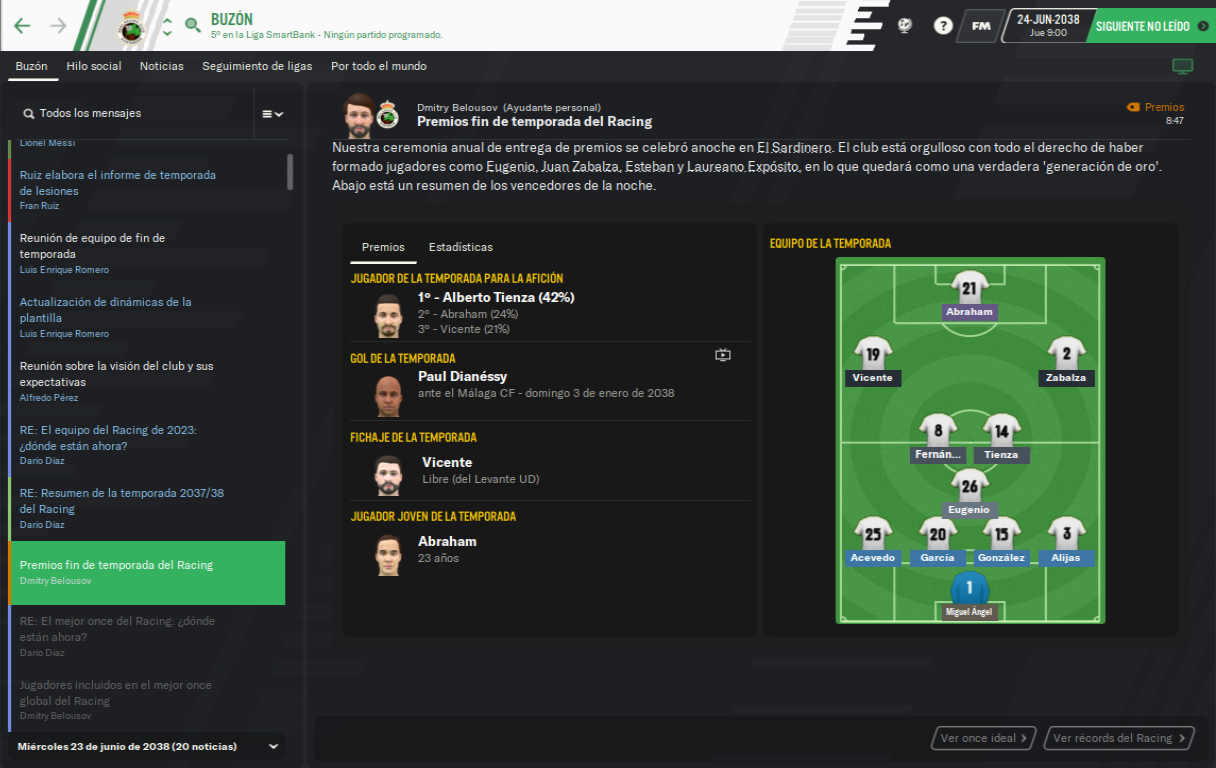 BUZÓN
5º en la Liga SmartBank - Ningún partido programado.
?
FM
24-JUN-2038
Jue 9:00
SIGUIENTE NO LEÍDO
Buzón
Hilo social
Noticias
Seguimiento de ligas
Por todo el mundo
Todos los mensajes
Lionel Messi
Ruiz elabora el informe de temporada
de lesiones
Fran Ruiz
Reunión de equipo de fin de
temporada
Luis Enrique Romero
Actualización de dinámicas de la
plantilla
Luis Enrique Romero
Reunión sobre la visión del club y sus
expectativas
Alfredo Pérez
RE: El equipo del Racing de 2023:
¿dónde están ahora?
Darío Díaz
RE: Resumen de la temporada 2037/38
del Racing
Darío Díaz
Premios fin de temporada del Racing
Dmitry Belousov
RE: El mejor once del Racing: ¿dónde
están ahora?
Darío Díaz
Jugadores incluidos en el mejor once
global del Racing
Dmitry Belousov
Miércoles 23 de junio de 2038 (20 noticias)
Dmitry Belousov (Ayudante personal)
Premios fin de temporada del Racing
Premios
8:47
Nuestra ceremonia anual de entrega de premios se celebró anoche en El Sardinero. El club está orgulloso con todo el derecho de haber
formado jugadores como Eugenio, Juan Zabalza, Esteban y Laureano Expósito, en lo que quedará como una verdadera 'generación de oro'.
Abajo está un resumen de los vencedores de la noche.
Premios
Estadísticas
JUGADOR DE LA TEMPORADA PARA LA AFICIÓN
1º - Alberto Tienza (42%)
2º - Abraham (24%)
3º - Vicente (21%)
GOL DE LA TEMPORADA
Paul Dianéssy
ante el Málaga CF - domingo 3 de enero de 2038
FICHAJE DE LA TEMPORADA
Vicente
Libre (del Levante UD)
JUGADOR JOVEN DE LA TEMPORADA
Abraham
23 años
EQUIPO DE LA TEMPORADA
21
Abraham
19
2
Vicente
Zabalza
8
14
Fernán...
Tienza
26
Eugenio
25
20
15
3
Acevedo
García
González
Alijas
1
Miguel Ángel
Ver once ideal
Ver récords del Racing